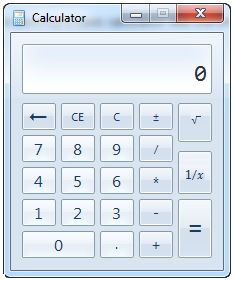 Calculator
0
← CE C ± √
7 8 9 /
4 5 6 * 1/x
1 2 3 - =
0 . +